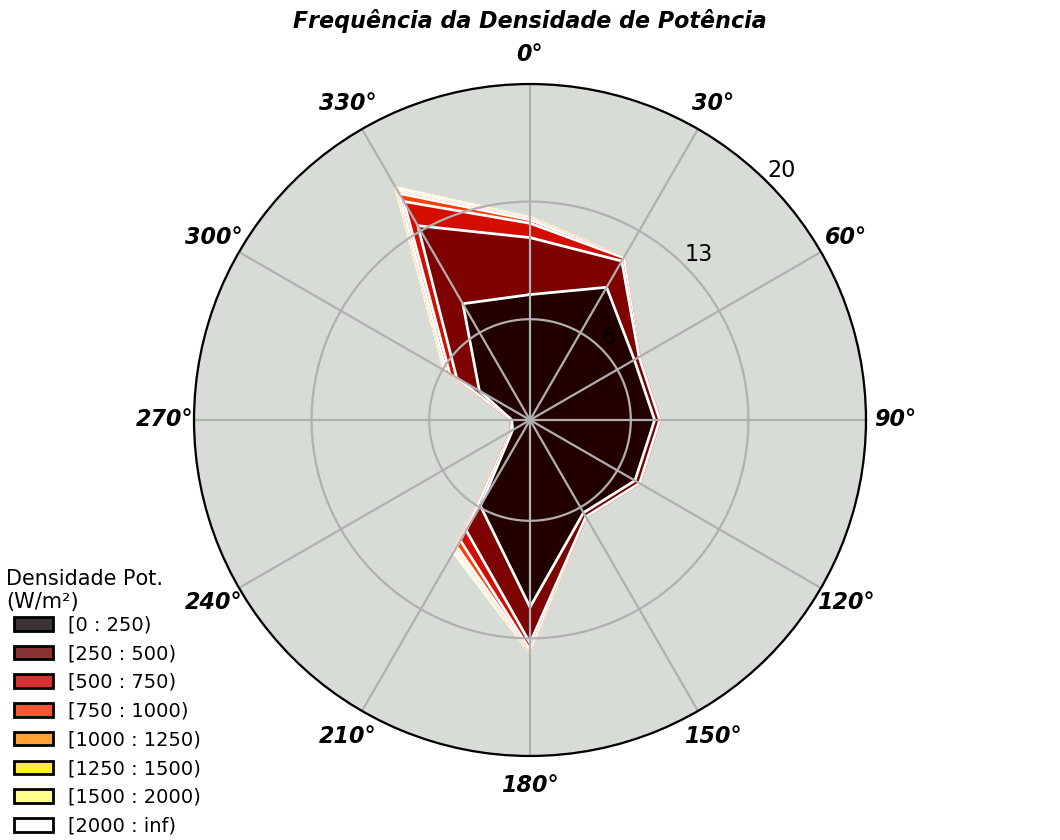 Frequência da Densidade de Potência
0°
330°
30°
20
300°
60°
13
6
270°
90°
240°
120°
210°
150°
180°
Densidade Pot.
(W/m²)
[0 : 250)
[250 : 500)
[500 : 750)
[750 : 1000)
[1000 : 1250)
[1250 : 1500)
[1500 : 2000)
[2000 : inf)